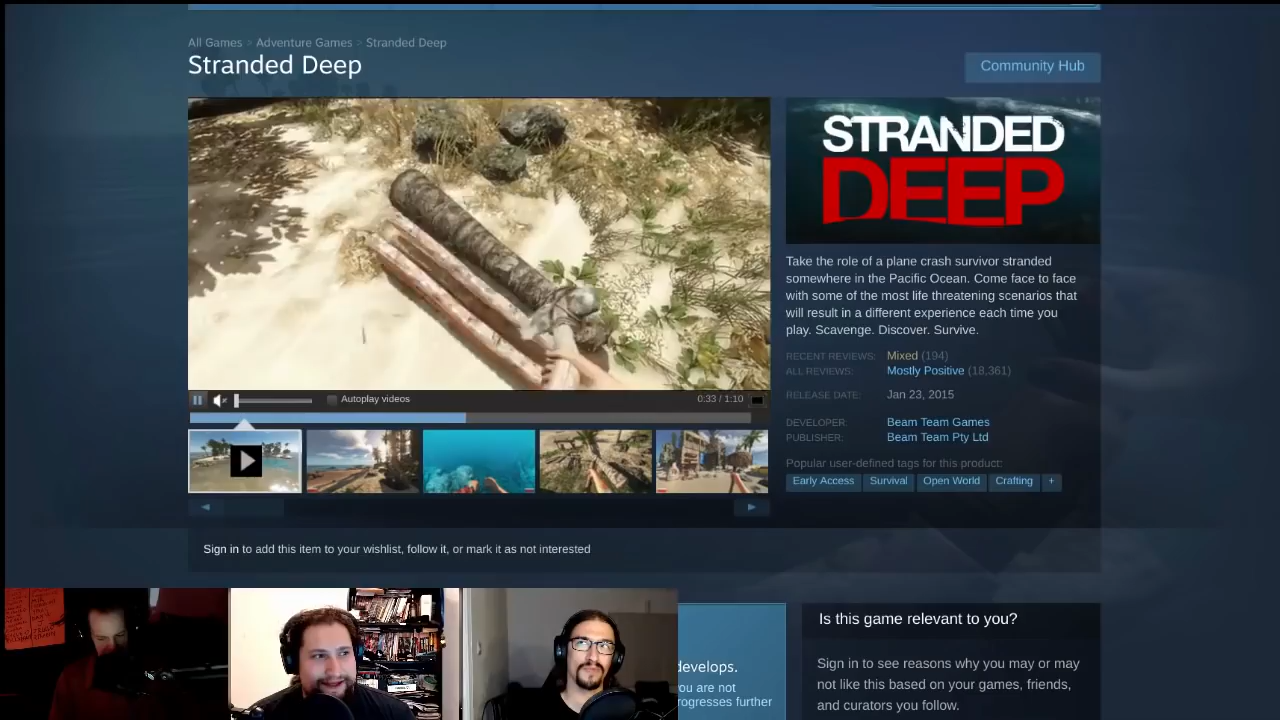 All Games > Adventure Games > Stranded Deep
Stranded Deep
Community Hub
STRANDED
DEEP
Take the role of a plane crash survivor stranded
somewhere in the Pacific Ocean. Come face to face
with some of the most life threatening scenarios that
will result in a different experience each time you
play. Scavenge. Discover. Survive.
RECENT REVIEWS: Mixed (194)
ALL REVIEWS: Mostly Positive (18,361)
RELEASE DATE: Jan 23, 2015
DEVELOPER: Beam Team Games
PUBLISHER: Beam Team Pty Ltd
Popular user-defined tags for this product:
Early Access Survival Open World Crafting +
Autoplay videos 0:33 / 1:10
Sign in to add this item to your wishlist, follow it, or mark it as not interested
develops.
you are not
rogresses further
Is this game relevant to you?
Sign in to see reasons why you may or may
not like this based on your games, friends,
and curators you follow.